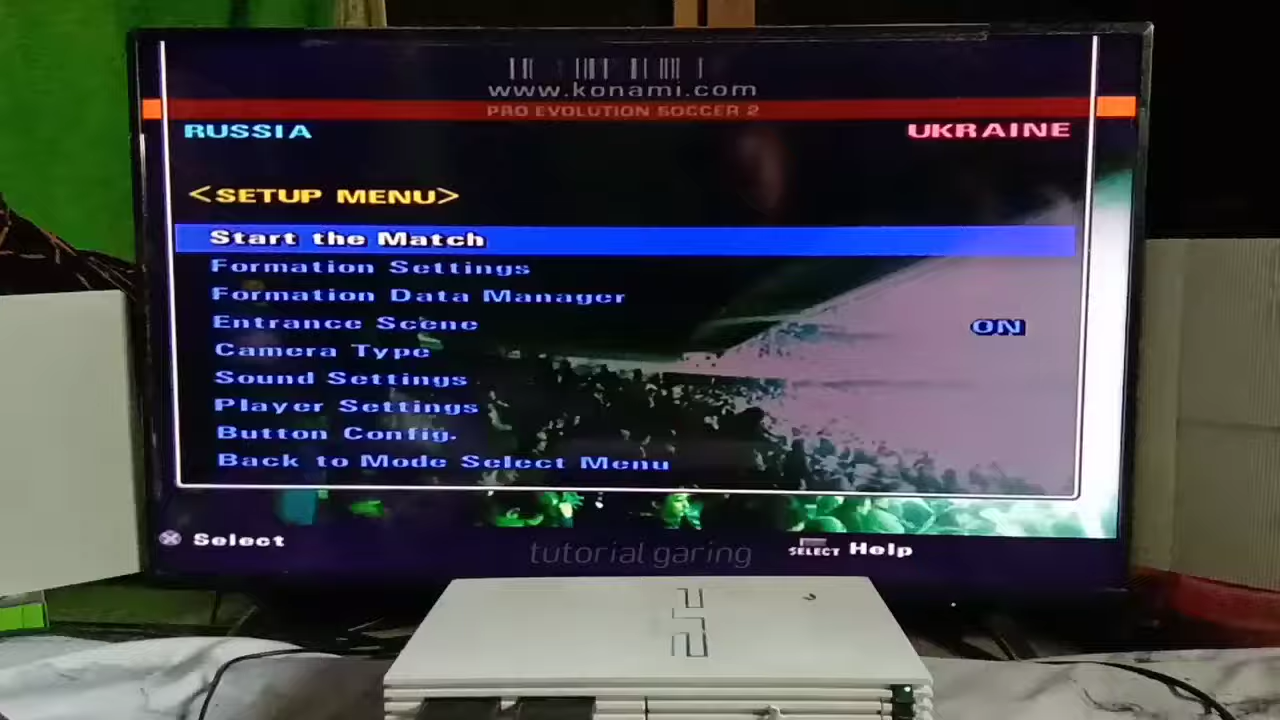 www.konami.com
PRO EVOLUTION SOCCER 2
RUSSIA
UKRAINE
<SETUP MENU>
Start the Match
Formation Settings
Formation Data Manager
Entrance Scene
ON
Camera Type
Sound Settings
Player Settings
Button Config.
Back to Mode Select Menu
Select
tutorial garing
SELECT Help